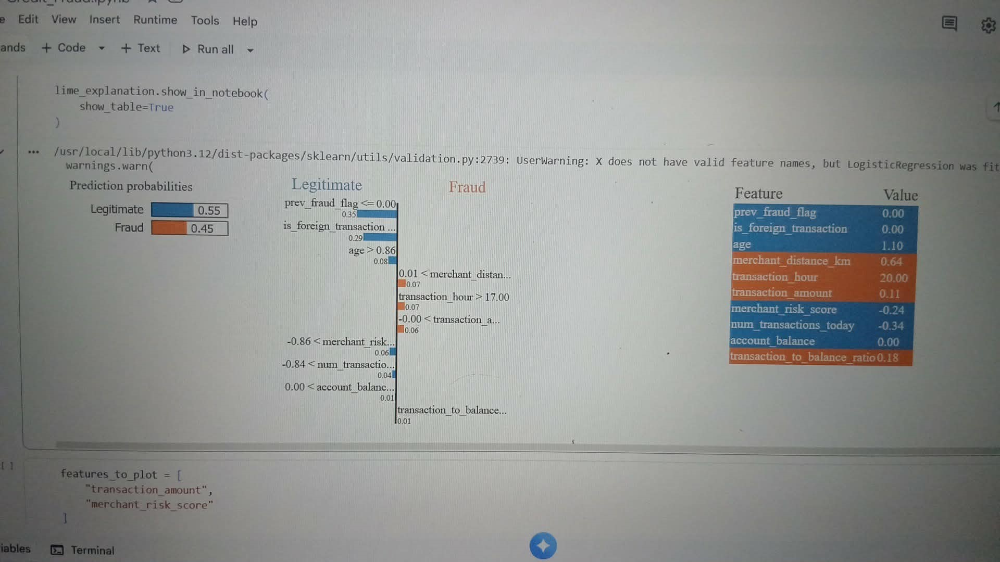 Edit View Insert Runtime Tools Help
ands + Code + Text Run all
lime_explanation.show_in_notebook(
show_table=True
)
... /usr/local/lib/python3.12/dist-packages/sklearn/utils/validation.py:2739: UserWarning: X does not have valid feature names, but LogisticRegression was fit
warnings.warn(
Prediction probabilities
Legitimate 0.55
Fraud 0.45
Legitimate Fraud
prev_fraud_flag <= 0.00
0.35
is_foreign_transaction ...
0.29
age > 0.86
0.08
0.01 < merchant_distan...
0.07
transaction_hour > 17.00
0.07
-0.00 < transaction_a...
0.06
-0.86 < merchant_risk...
0.06
-0.84 < num_transactio...
0.04
0.00 < account_balanc...
0.01
transaction_to_balance...
0.01
Feature Value
prev_fraud_flag 0.00
is_foreign_transaction 0.00
age 1.10
merchant_distance_km 0.64
transaction_hour 20.00
transaction_amount 0.11
merchant_risk_score -0.24
num_transactions_today -0.34
account_balance 0.00
transaction_to_balance_ratio 0.18
[ ]
features_to_plot = [
"transaction_amount",
"merchant_risk_score"
]
iables Terminal